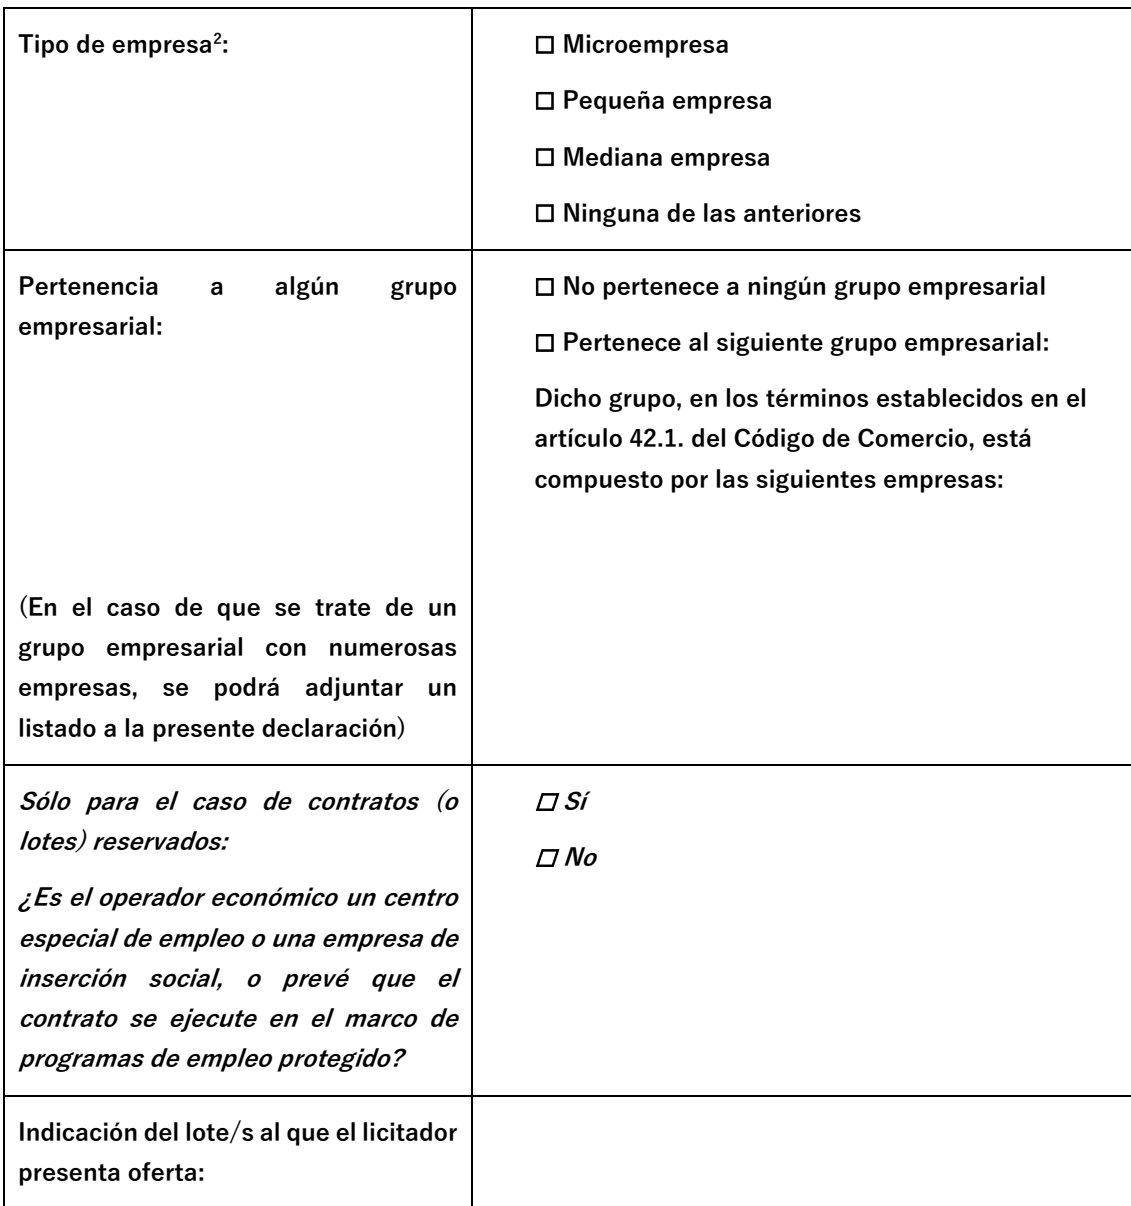 Tipo de empresa²:
☐ Microempresa
☐ Pequeña empresa
☐ Mediana empresa
☐ Ninguna de las anteriores
Pertenencia a algún grupo
empresarial:
(En el caso de que se trate de un
grupo empresarial con numerosas
empresas, se podrá adjuntar un
listado a la presente declaración)
☐ No pertenece a ningún grupo empresarial
☐ Pertenece al siguiente grupo empresarial:
Dicho grupo, en los términos establecidos en el
artículo 42.1. del Código de Comercio, está
compuesto por las siguientes empresas:
Sólo para el caso de contratos (o
lotes) reservados:
¿Es el operador económico un centro
especial de empleo o una empresa de
inserción social, o prevé que el
contrato se ejecute en el marco de
programas de empleo protegido?
☐ Sí
☐ No
Indicación del lote/s al que el licitador
presenta oferta: